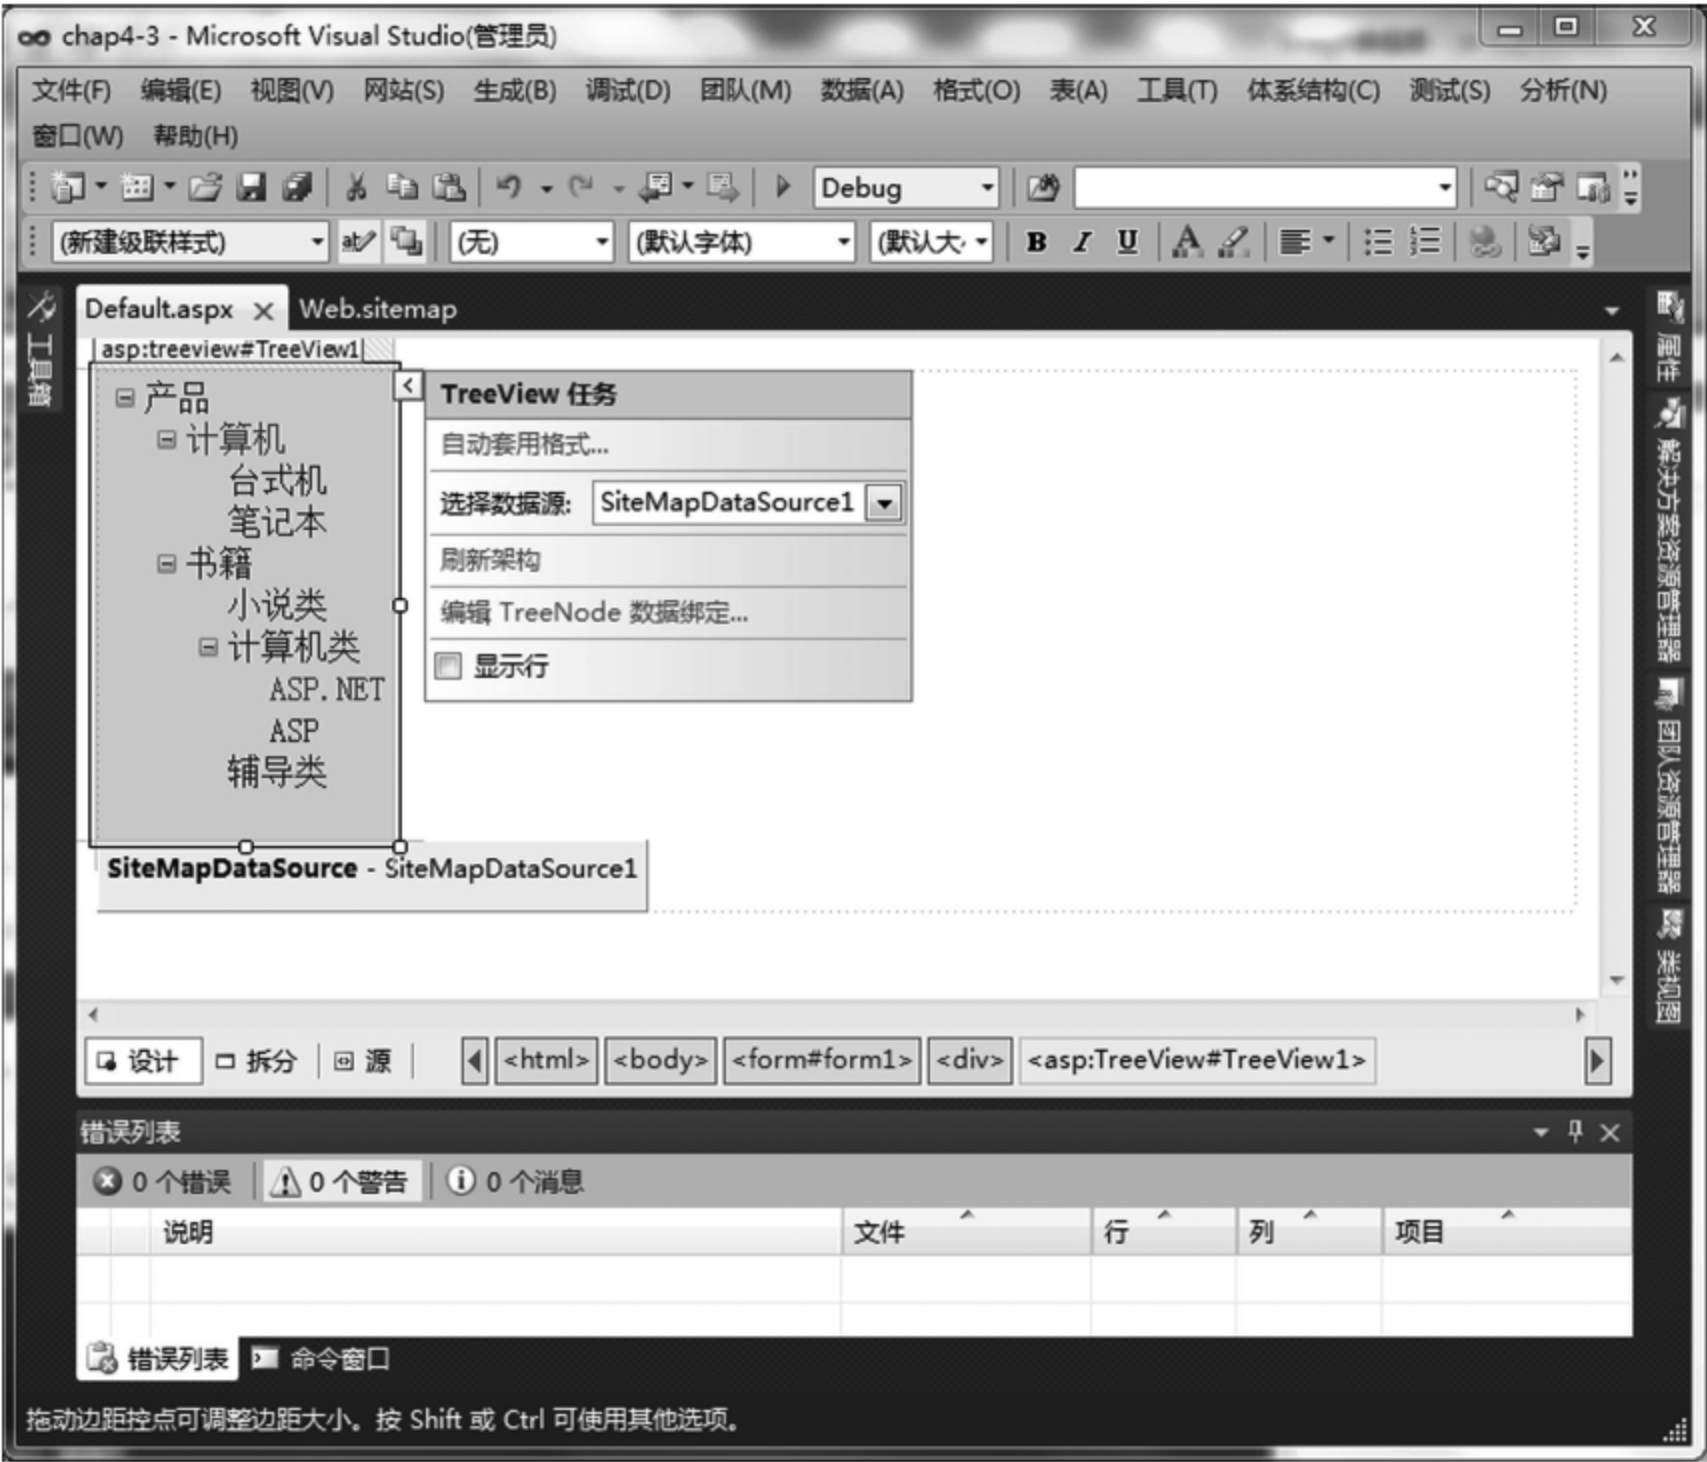 chap4-3 - Microsoft Visual Studio(管理员)
文件(F) 编辑(E) 视图(V) 网站(S) 生成(B) 调试(D) 团队(M) 数据(A) 格式(O) 表(A) 工具(T) 体系结构(C) 测试(S) 分析(N)
窗口(W) 帮助(H)
Debug
(新建级联样式) (无) (默认字体) (默认大 B I U
Default.aspx Web.sitemap
工具箱
asp:treeview#TreeView1
产品
计算机
台式机
笔记本
书籍
小说类
计算机类
ASP.NET
ASP
辅导类
TreeView 任务
自动套用格式...
选择数据源: SiteMapDataSource1
刷新架构
编辑 TreeNode 数据绑定...
显示行
SiteMapDataSource - SiteMapDataSource1
属性
解决方案资源管理器
团队资源管理器
类视图
设计 拆分 源 <html> <body> <form#form1> <div> <asp:TreeView#TreeView1>
错误列表
0 个错误 0 个警告 0 个消息
说明 文件 行 列 项目
错误列表 命令窗口
拖动边距控点可调整边距大小。按 Shift 或 Ctrl 可使用其他选项。